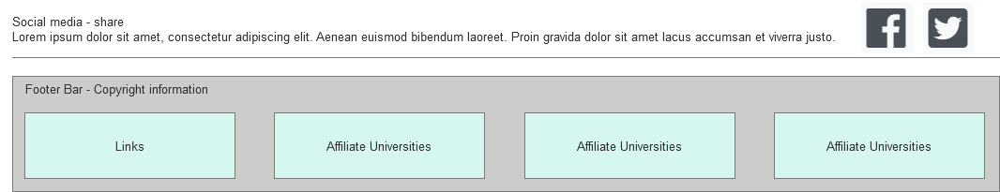 Social media - share
Lorem ipsum dolor sit amet, consectetur adipiscing elit. Aenean euismod bibendum laoreet. Proin gravida dolor sit amet lacus accumsan et viverra justo.
Footer Bar - Copyright information
Links
Affiliate Universities
Affiliate Universities
Affiliate Universities